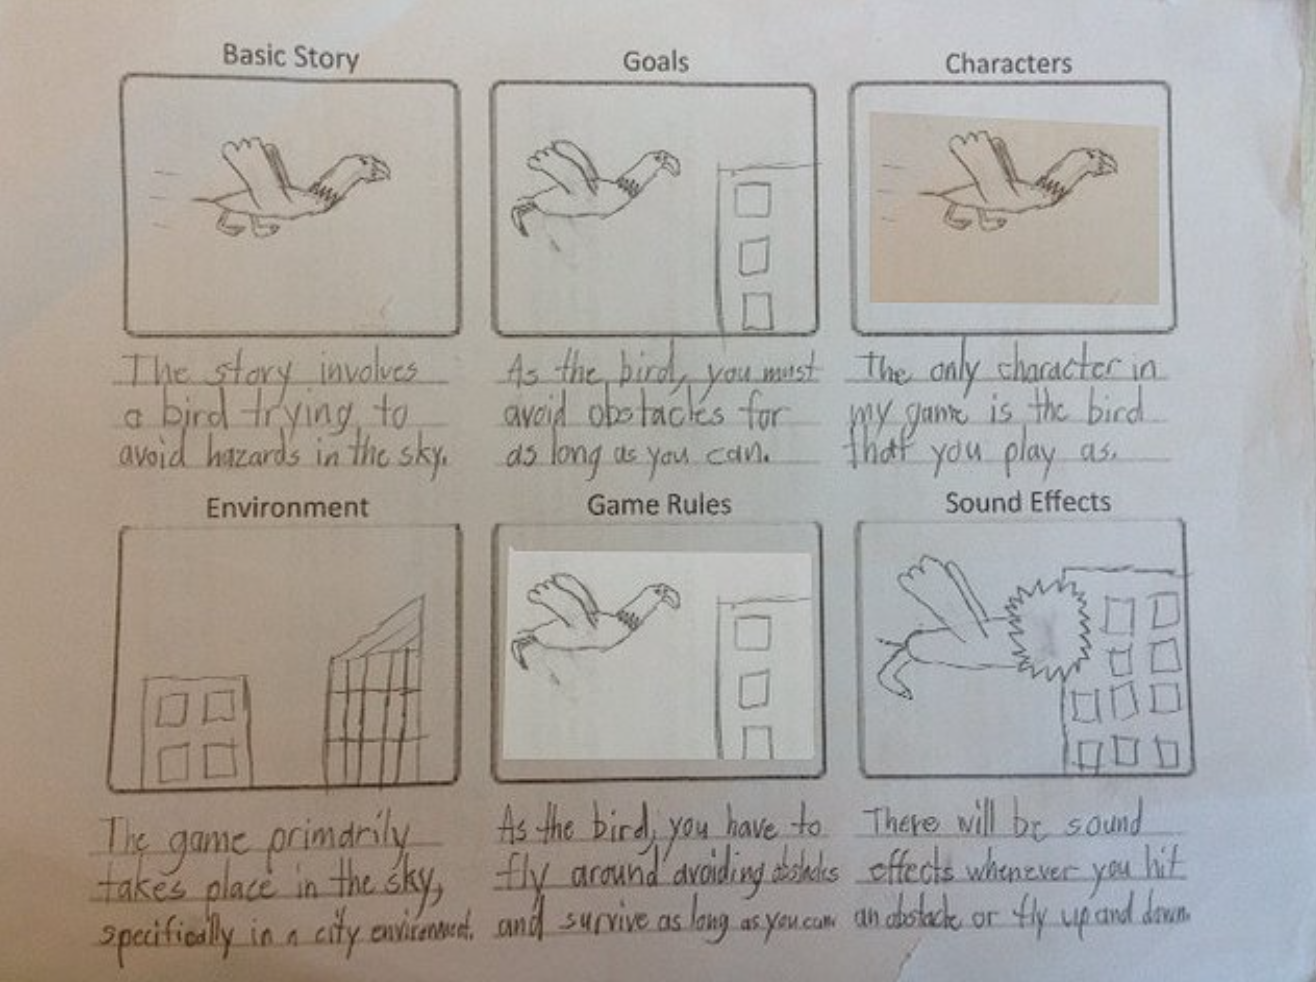 Basic Story
The story involves
a bird trying to
avoid hazards in the sky.
Goals
As the bird, you must
avoid obstacles for
as long as you can.
Characters
The only character in
my game is the bird
that you play as.
Environment
The game primarily
takes place in the sky,
specifically in a city environment.
Game Rules
As the bird, you have to
fly around avoiding obstacles
and survive as long as you can
Sound Effects
There will be sound
effects whenever you hit
an obstacle or fly up and down.